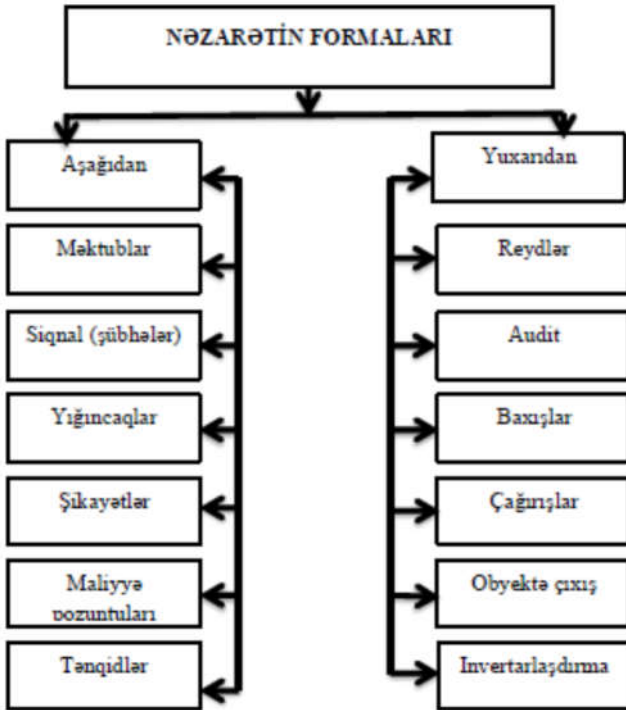 NƏZARƏTİN FORMALARI
Aşağıdan
Məktublar
Siqnal (şübhələr)
Yığıncaqlar
Şikayətlər
Maliyyə
pozuntuları
Tənqidlər
Yuxarıdan
Reydlər
Audit
Baxışlar
Çağırışlar
Obyektə çıxış
Invertarlaşdırma